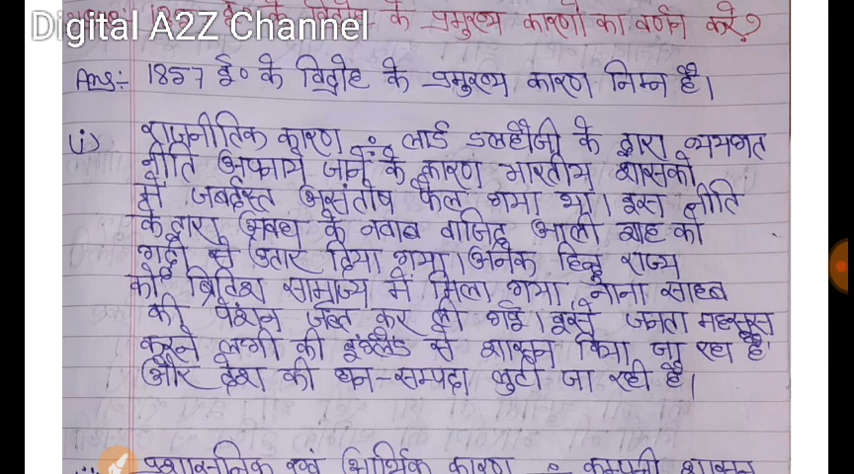 Digital A2Z Channel
के प्रमुख्य कारणों का वर्णन करें?
Ans:- 1857 ई० के विद्रोह के प्रमुख्य कारण निम्न है।
(i) राजनीतिक कारण : लार्ड डलहौजी के द्वारा व्यपगत
नीति अपनाये जाने के कारण भारतीय शासकों
में जबर्दस्त असंतोष फैल गया था। इस नीति
के द्वारा अवध के नवाब वाजिद अली शाह को
गद्दी से उतार दिया गया। अनेक हिन्दू राज्य
को ब्रिटिश साम्राज्य में मिला गया नाना साहब
की पेंशन जब्त कर ली गई। इससे जनता महसूस
करने लगी की इंग्लैंड से शासन किया जा रहा है
और देश की धन-सम्पदा लुटी जा रही है।
प्रशासनिक एवं आर्थिक कारण : कम्पनी शासन